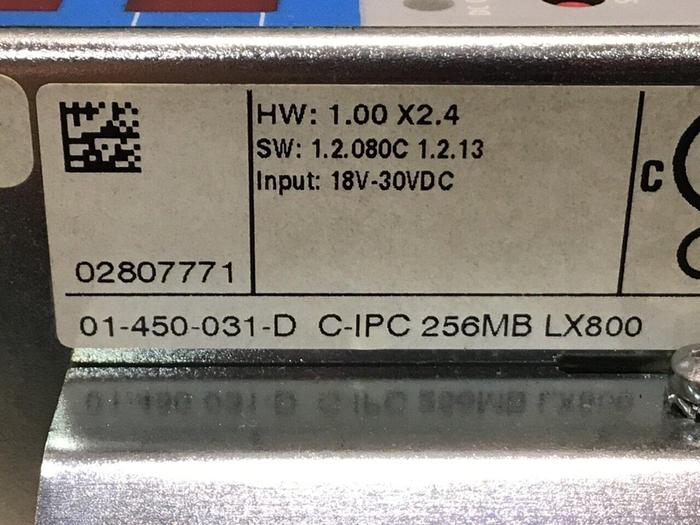 HW: 1.00 X2.4
SW: 1.2.080C 1.2.13
Input: 18V-30VDC
C
02807771
01-450-031-D C-IPC 256MB LX800